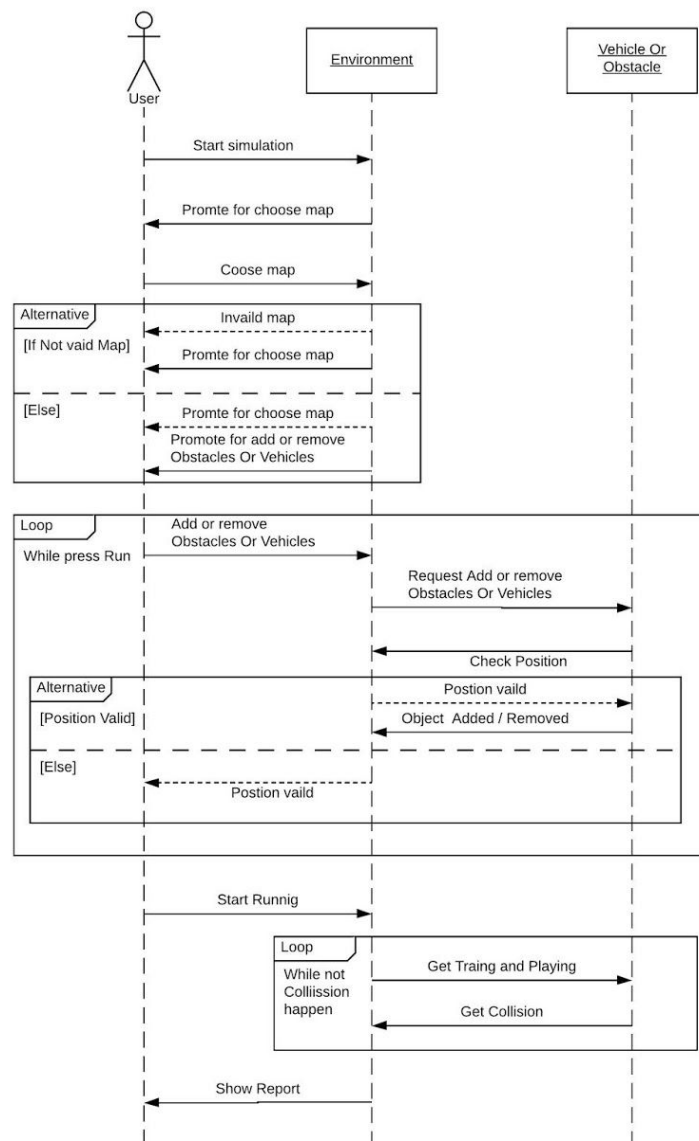 User
Environment
Vehicle Or
Obstacle
Start simulation
Promte for choose map
Coose map
Alternative
Invaild map
[If Not vaid Map]
Promte for choose map
[Else]
Promte for choose map
Promote for add or remove
Obstacles Or Vehicles
Loop
Add or remove
Obstacles Or Vehicles
While press Run
Request Add or remove
Obstacles Or Vehicles
Check Position
Alternative
Postion vaild
[Position Valid]
Object Added / Removed
[Else]
Postion vaild
Start Runnig
Loop
While not
Colliission
happen
Get Traing and Playing
Get Collision
Show Report